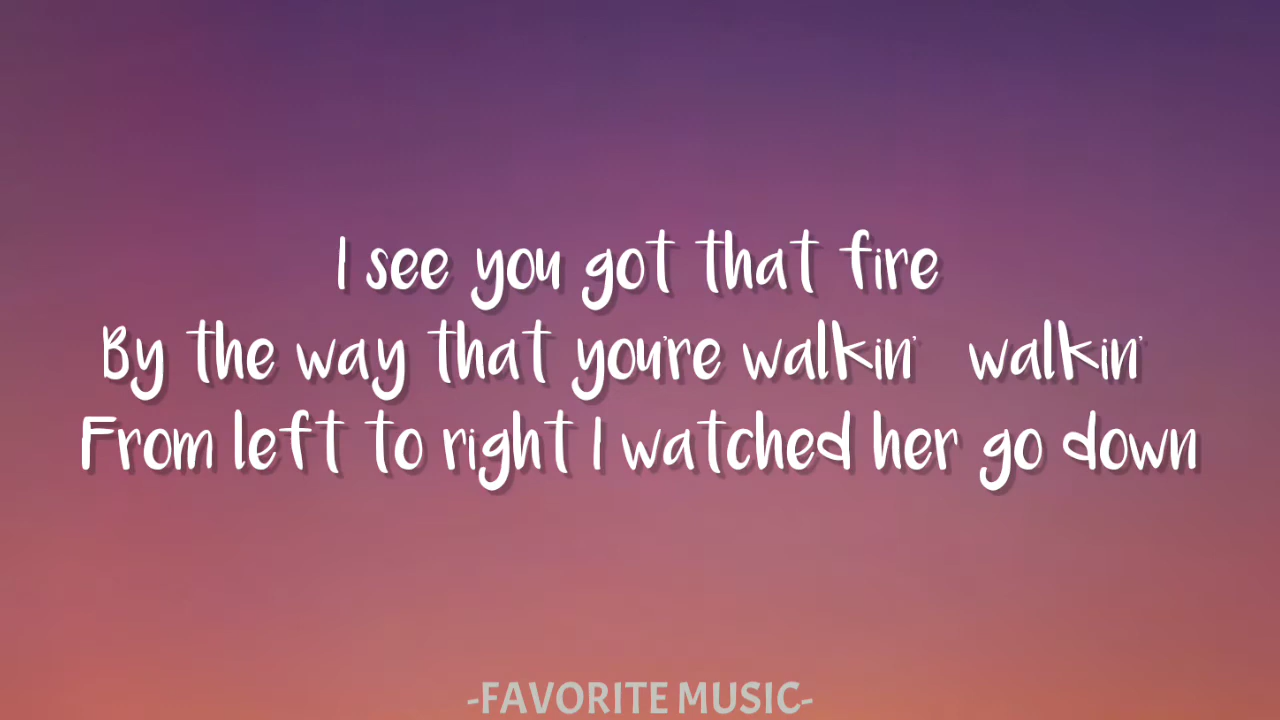 I see you got that fire
By the way that you're walkin' walkin'
From left to right I watched her go down
-FAVORITE MUSIC-